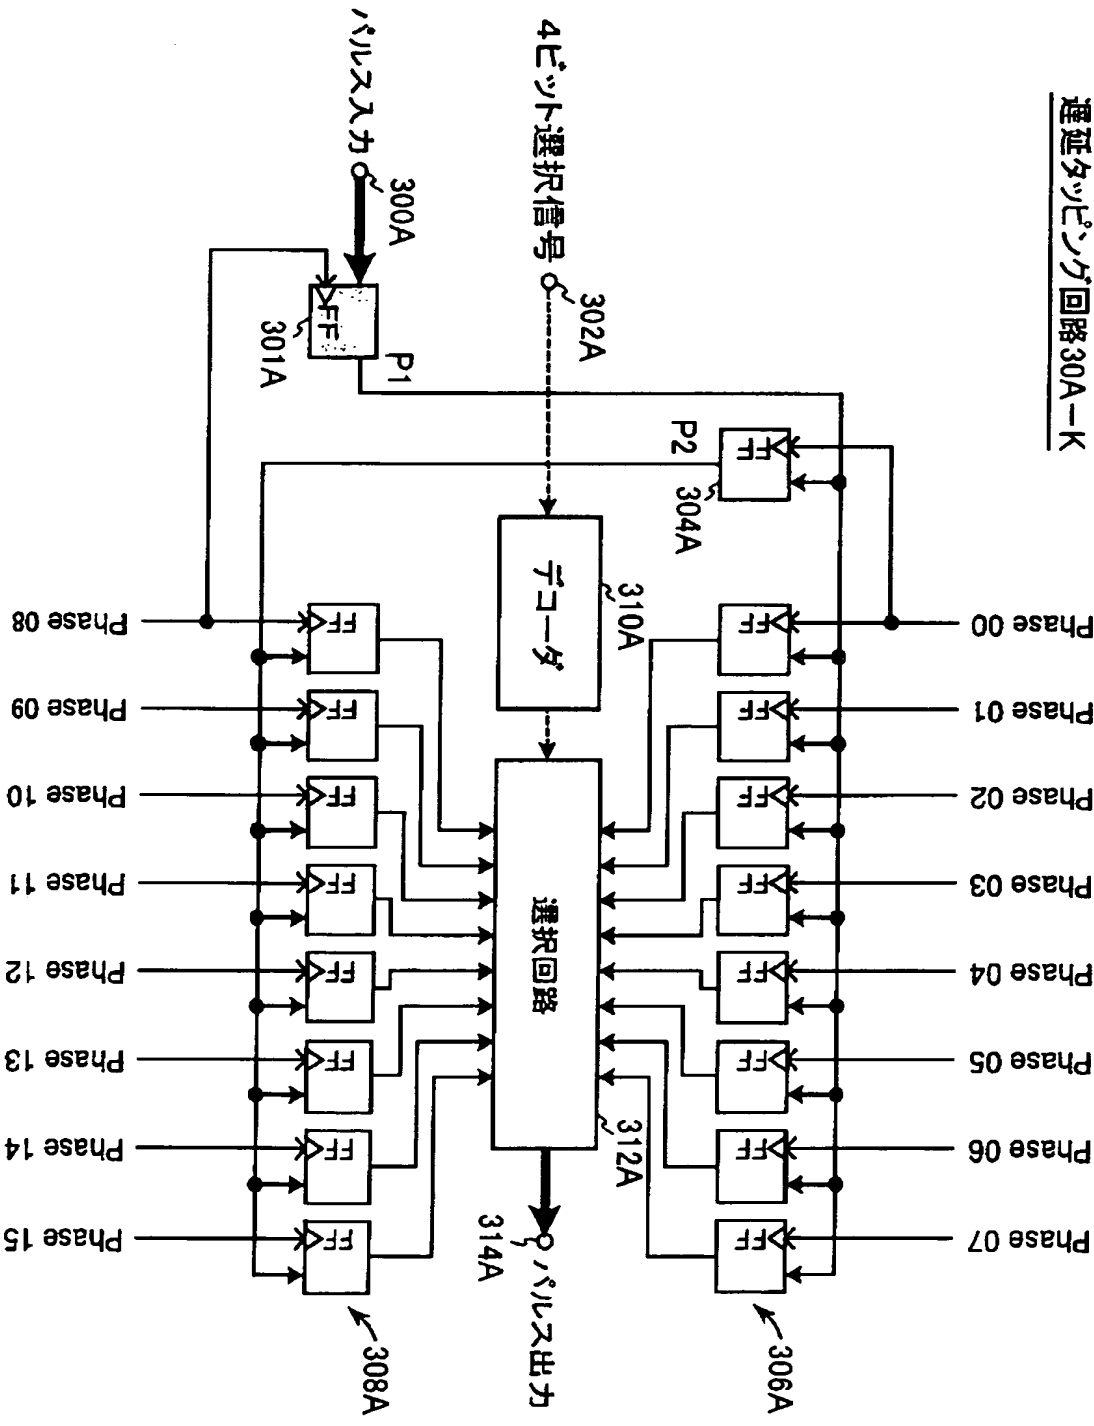 遅延タッピング回路30A－K
パルス入力
300A
FF
301A
P1
4ビット選択信号
302A
P2
FF
304A
デコーダ
310A
選択回路
312A
314A
パルス出力
Phase 00
FF
Phase 01
FF
Phase 02
FF
Phase 03
FF
Phase 04
FF
Phase 05
FF
Phase 06
FF
Phase 07
FF
306A
Phase 08
FF
Phase 09
FF
Phase 10
FF
Phase 11
FF
Phase 12
FF
Phase 13
FF
Phase 14
FF
Phase 15
FF
308A